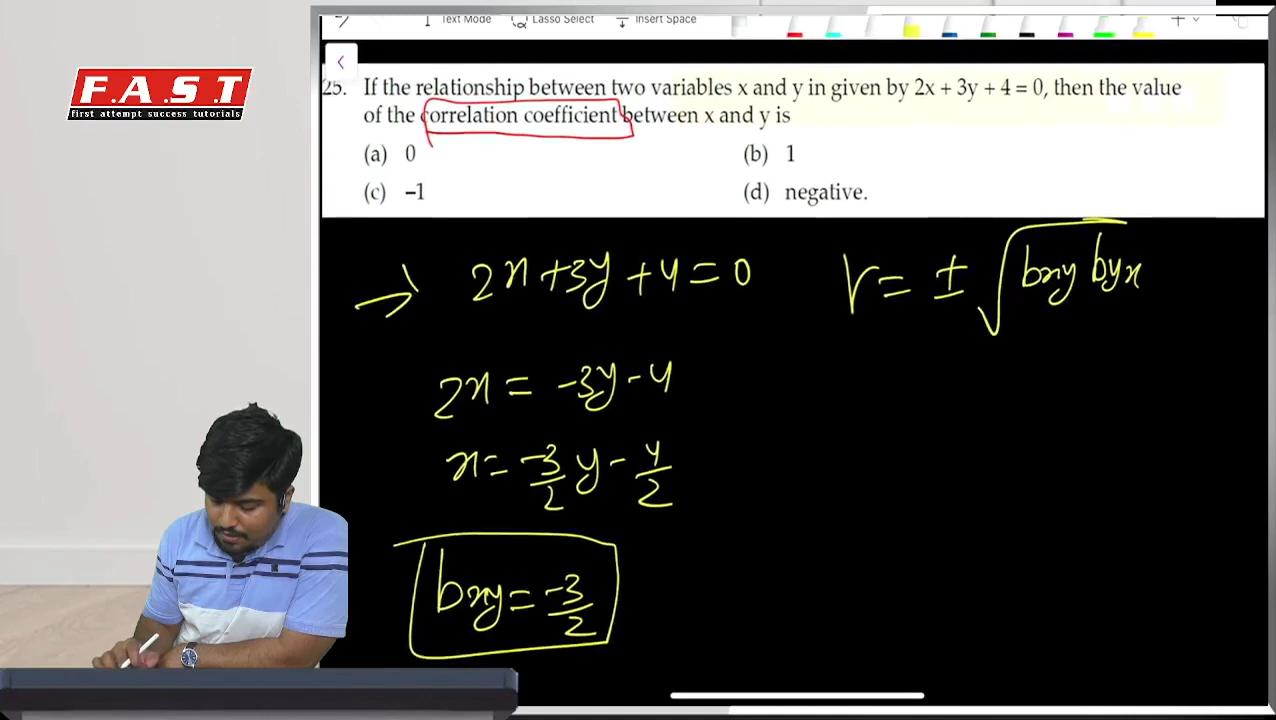 Text Mode Lasso Select Insert Space
F.A.S.T
first attempt success tutorials
25. If the relationship between two variables x and y in given by 2x + 3y + 4 = 0, then the value
of the correlation coefficient between x and y is
(a) 0 (b) 1
(c) –1 (d) negative.
2x + 3y + 4 = 0 r = ± √bxy byx
2x = -3y - 4
x = -3/2 y - 4/2
bxy = -3/2